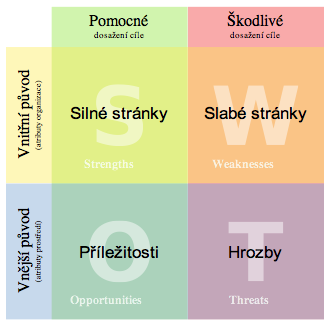 Pomocné
dosažení cíle
Škodlivé
dosažení cíle
Vnitřní původ
(atributy organizace)
S
Silné stránky
Strengths
W
Slabé stránky
Weaknesses
Vnější původ
(atributy prostředí)
O
Příležitosti
Opportunities
T
Hrozby
Threats